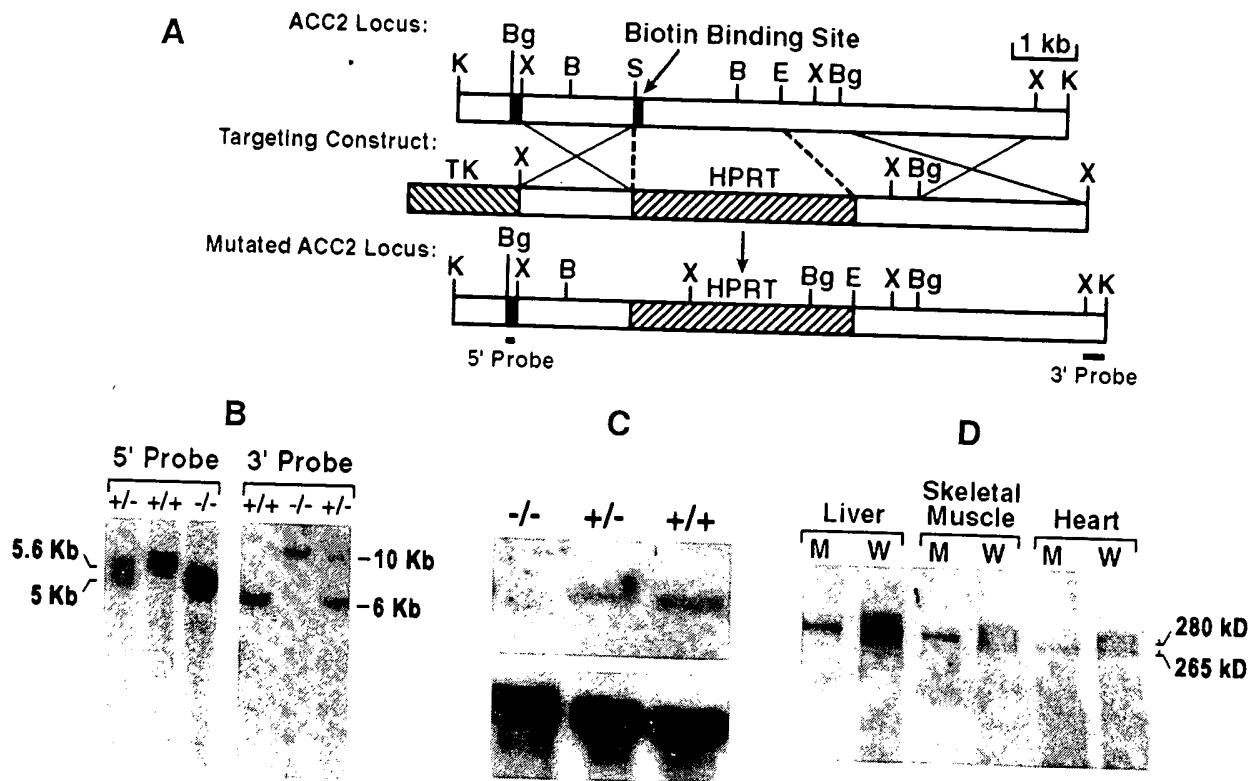 A
ACC2 Locus:
Biotin Binding Site
1 kb
K Bg X B S B E X Bg X K
Targeting Construct:
TK X HPRT X Bg X
Mutated ACC2 Locus:
K Bg X B X HPRT Bg E X Bg X K
5' Probe
3' Probe
B
5' Probe 3' Probe
+/- +/+ -/- +/+ -/- +/-
5.6 Kb
5 Kb
10 Kb
6 Kb
C
-/- +/- +/+
D
Liver Skeletal Muscle Heart
M W M W M W
280 kD
265 kD